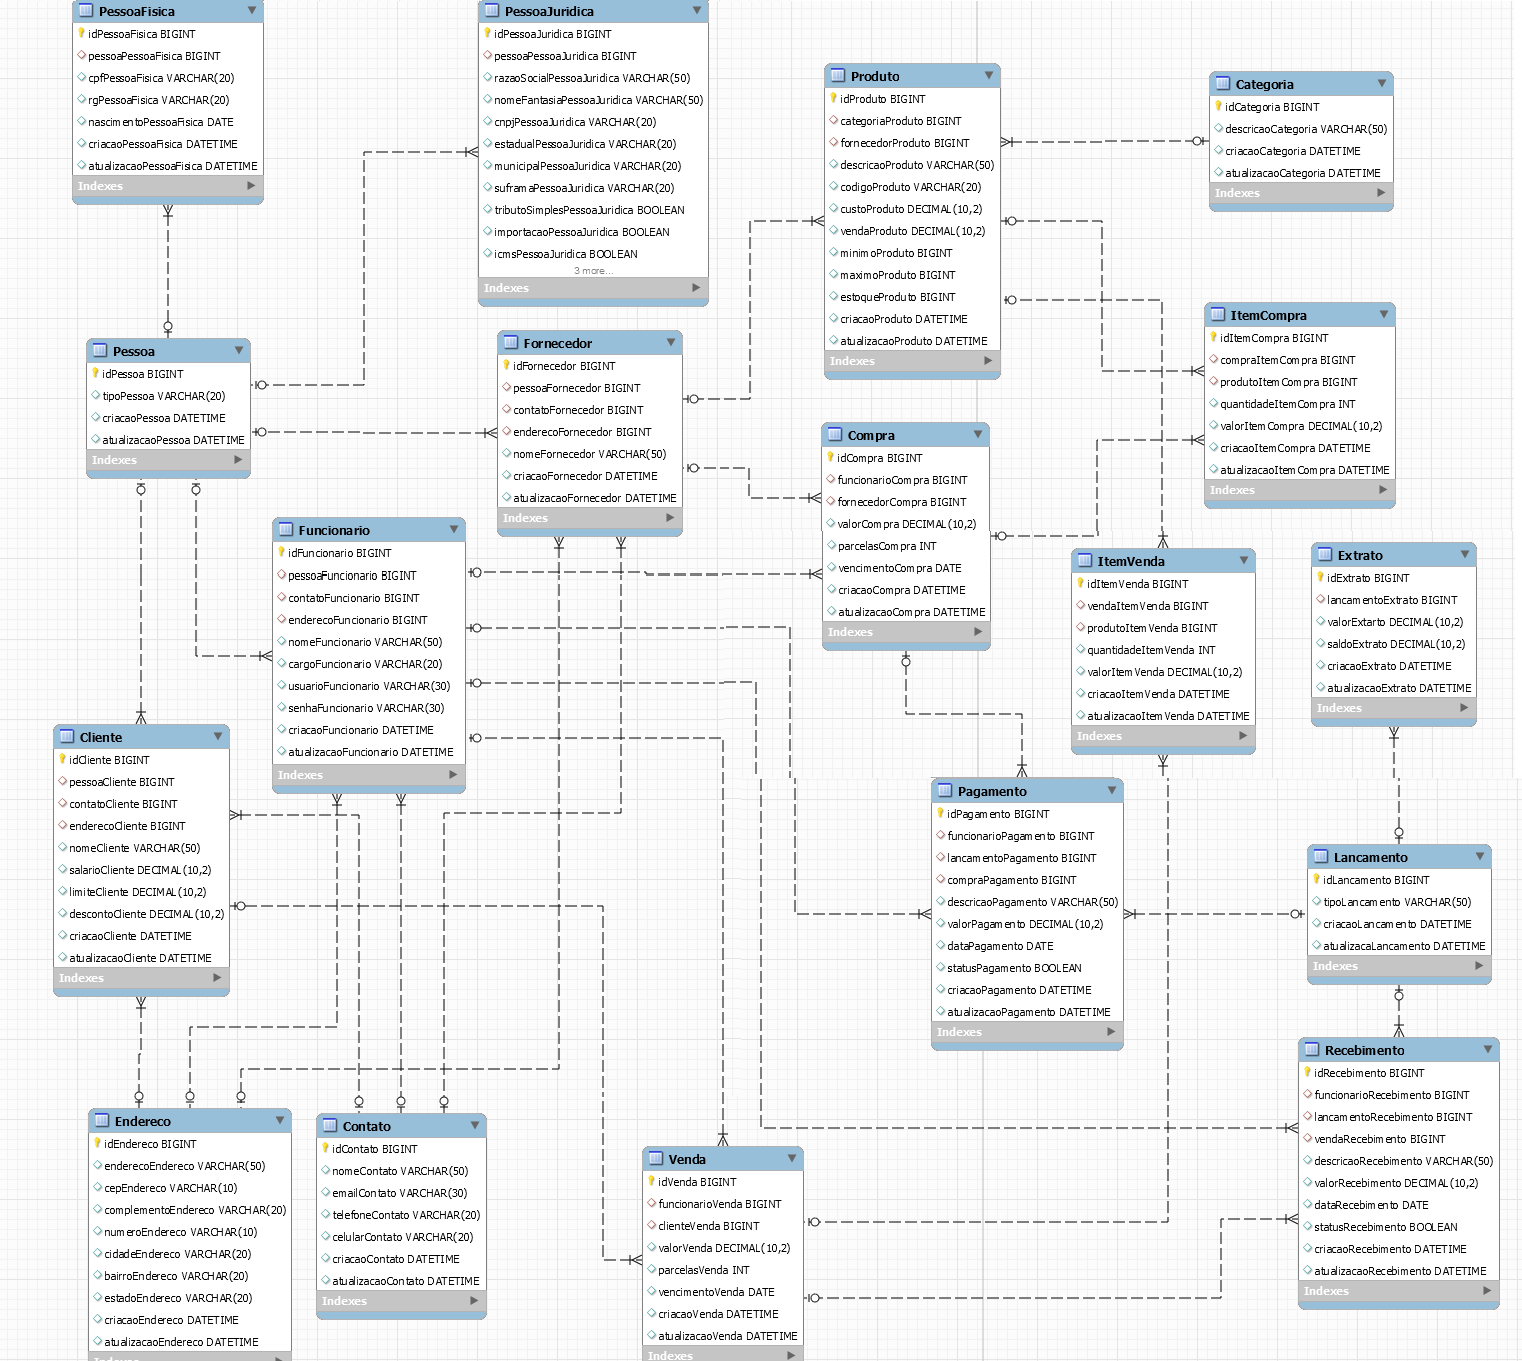 PessoaFisica
idPessoaFisica BIGINT
pessoaPessoaFisica BIGINT
cpfPessoaFisica VARCHAR(20)
rgPessoaFisica VARCHAR(20)
nascimentoPessoaFisica DATE
criacaoPessoaFisica DATETIME
atualizacaoPessoaFisica DATETIME
Indexes
PessoaJuridica
idPessoaJuridica BIGINT
pessoaPessoaJuridica BIGINT
razaoSocialPessoaJuridica VARCHAR(50)
nomeFantasiaPessoaJuridica VARCHAR(50)
cnpjPessoaJuridica VARCHAR(20)
estadualPessoaJuridica VARCHAR(20)
municipalPessoaJuridica VARCHAR(20)
suframaPessoaJuridica VARCHAR(20)
tributoSimplesPessoaJuridica BOOLEAN
importacaoPessoaJuridica BOOLEAN
icmsPessoaJuridica BOOLEAN
3 more...
Indexes
Produto
idProduto BIGINT
categoriaProduto BIGINT
fornecedorProduto BIGINT
descricaoProduto VARCHAR(50)
codigoProduto VARCHAR(20)
custoProduto DECIMAL(10,2)
vendaProduto DECIMAL(10,2)
minimoProduto BIGINT
maximoProduto BIGINT
estoqueProduto BIGINT
criacaoProduto DATETIME
atualizacaoProduto DATETIME
Indexes
Categoria
idCategoria BIGINT
descricaoCategoria VARCHAR(50)
criacaoCategoria DATETIME
atualizacaoCategoria DATETIME
Indexes
Pessoa
idPessoa BIGINT
tipoPessoa VARCHAR(20)
criacaoPessoa DATETIME
atualizacaoPessoa DATETIME
Indexes
Fornecedor
idFornecedor BIGINT
pessoaFornecedor BIGINT
contatoFornecedor BIGINT
enderecoFornecedor BIGINT
nomeFornecedor VARCHAR(50)
criacaoFornecedor DATETIME
atualizacaoFornecedor DATETIME
Indexes
ItemCompra
idItemCompra BIGINT
compraItemCompra BIGINT
produtoItemCompra BIGINT
quantidadeItemCompra INT
valorItemCompra DECIMAL(10,2)
criacaoItemCompra DATETIME
atualizacaoItemCompra DATETIME
Indexes
Compra
idCompra BIGINT
funcionarioCompra BIGINT
fornecedorCompra BIGINT
valorCompra DECIMAL(10,2)
parcelasCompra INT
vencimentoCompra DATE
criacaoCompra DATETIME
atualizacaoCompra DATETIME
Indexes
Funcionario
idFuncionario BIGINT
pessoaFuncionario BIGINT
contatoFuncionario BIGINT
enderecoFuncionario BIGINT
nomeFuncionario VARCHAR(50)
cargoFuncionario VARCHAR(20)
usuarioFuncionario VARCHAR(30)
senhaFuncionario VARCHAR(30)
criacaoFuncionario DATETIME
atualizacaoFuncionario DATETIME
Indexes
ItemVenda
idItemVenda BIGINT
vendaItemVenda BIGINT
produtoItemVenda BIGINT
quantidadeItemVenda INT
valorItemVenda DECIMAL(10,2)
criacaoItemVenda DATETIME
atualizacaoItemVenda DATETIME
Indexes
Extrato
idExtrato BIGINT
lancamentoExtrato BIGINT
valorExtarto DECIMAL(10,2)
saldoExtrato DECIMAL(10,2)
criacaoExtrato DATETIME
atualizacaoExtrato DATETIME
Indexes
Cliente
idCliente BIGINT
pessoaCliente BIGINT
contatoCliente BIGINT
enderecoCliente BIGINT
nomeCliente VARCHAR(50)
salarioCliente DECIMAL(10,2)
limiteCliente DECIMAL(10,2)
descontoCliente DECIMAL(10,2)
criacaoCliente DATETIME
atualizacaoCliente DATETIME
Indexes
Pagamento
idPagamento BIGINT
funcionarioPagamento BIGINT
lancamentoPagamento BIGINT
compraPagamento BIGINT
descricaoPagamento VARCHAR(50)
valorPagamento DECIMAL(10,2)
dataPagamento DATE
statusPagamento BOOLEAN
criacaoPagamento DATETIME
atualizacaoPagamento DATETIME
Indexes
Lancamento
idLancamento BIGINT
tipoLancamento VARCHAR(50)
criacaoLancamento DATETIME
atualizacaLancamento DATETIME
Indexes
Recebimento
idRecebimento BIGINT
funcionarioRecebimento BIGINT
lancamentoRecebimento BIGINT
vendaRecebimento BIGINT
descricaoRecebimento VARCHAR(50)
valorRecebimento DECIMAL(10,2)
dataRecebimento DATE
statusRecebimento BOOLEAN
criacaoRecebimento DATETIME
atualizacaoRecebimento DATETIME
Indexes
Endereco
idEndereco BIGINT
enderecoEndereco VARCHAR(50)
cepEndereco VARCHAR(10)
complementoEndereco VARCHAR(20)
numeroEndereco VARCHAR(10)
cidadeEndereco VARCHAR(20)
bairroEndereco VARCHAR(20)
estadoEndereco VARCHAR(20)
criacaoEndereco DATETIME
atualizacaoEndereco DATETIME
Indexes
Contato
idContato BIGINT
nomeContato VARCHAR(50)
emailContato VARCHAR(30)
telefoneContato VARCHAR(20)
celularContato VARCHAR(20)
criacaoContato DATETIME
atualizacaoContato DATETIME
Indexes
Venda
idVenda BIGINT
funcionarioVenda BIGINT
clienteVenda BIGINT
valorVenda DECIMAL(10,2)
parcelasVenda INT
vencimentoVenda DATE
criacaoVenda DATETIME
atualizacaoVenda DATETIME
Indexes